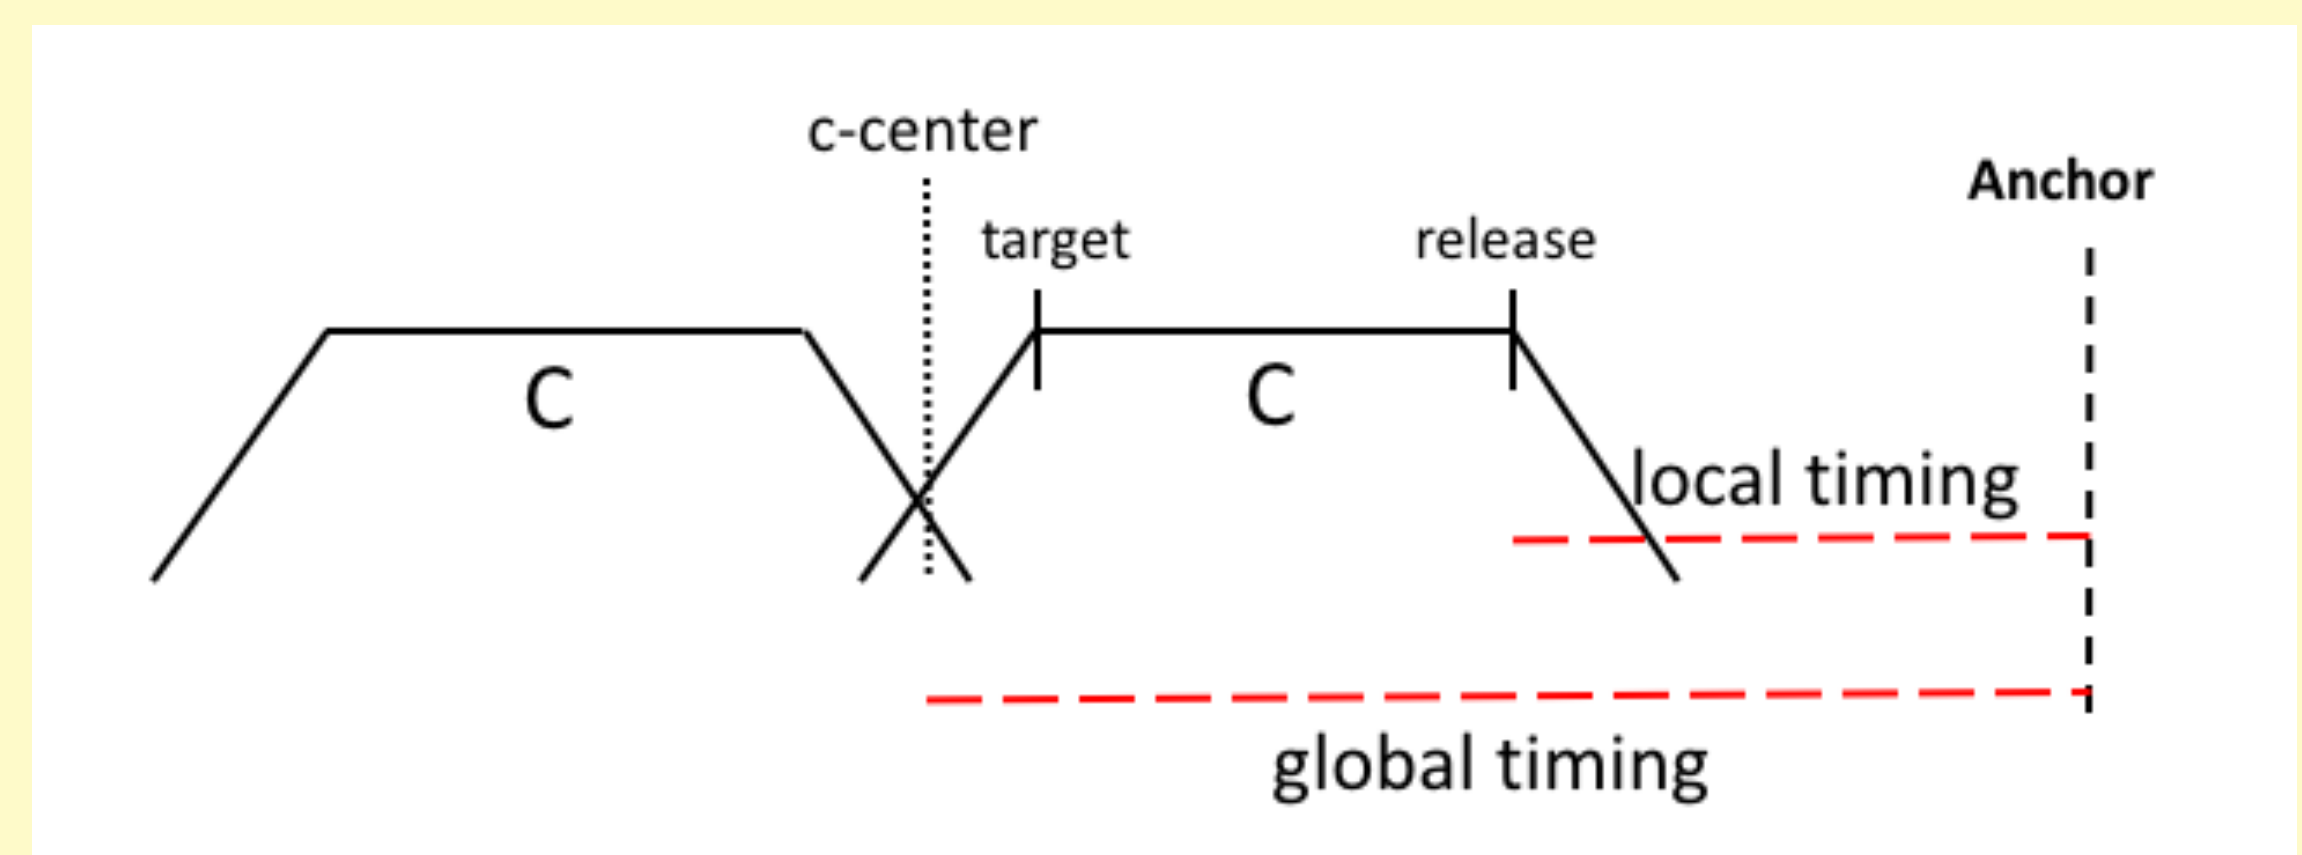 c-center
Anchor
target
release
C
C
local timing
global timing